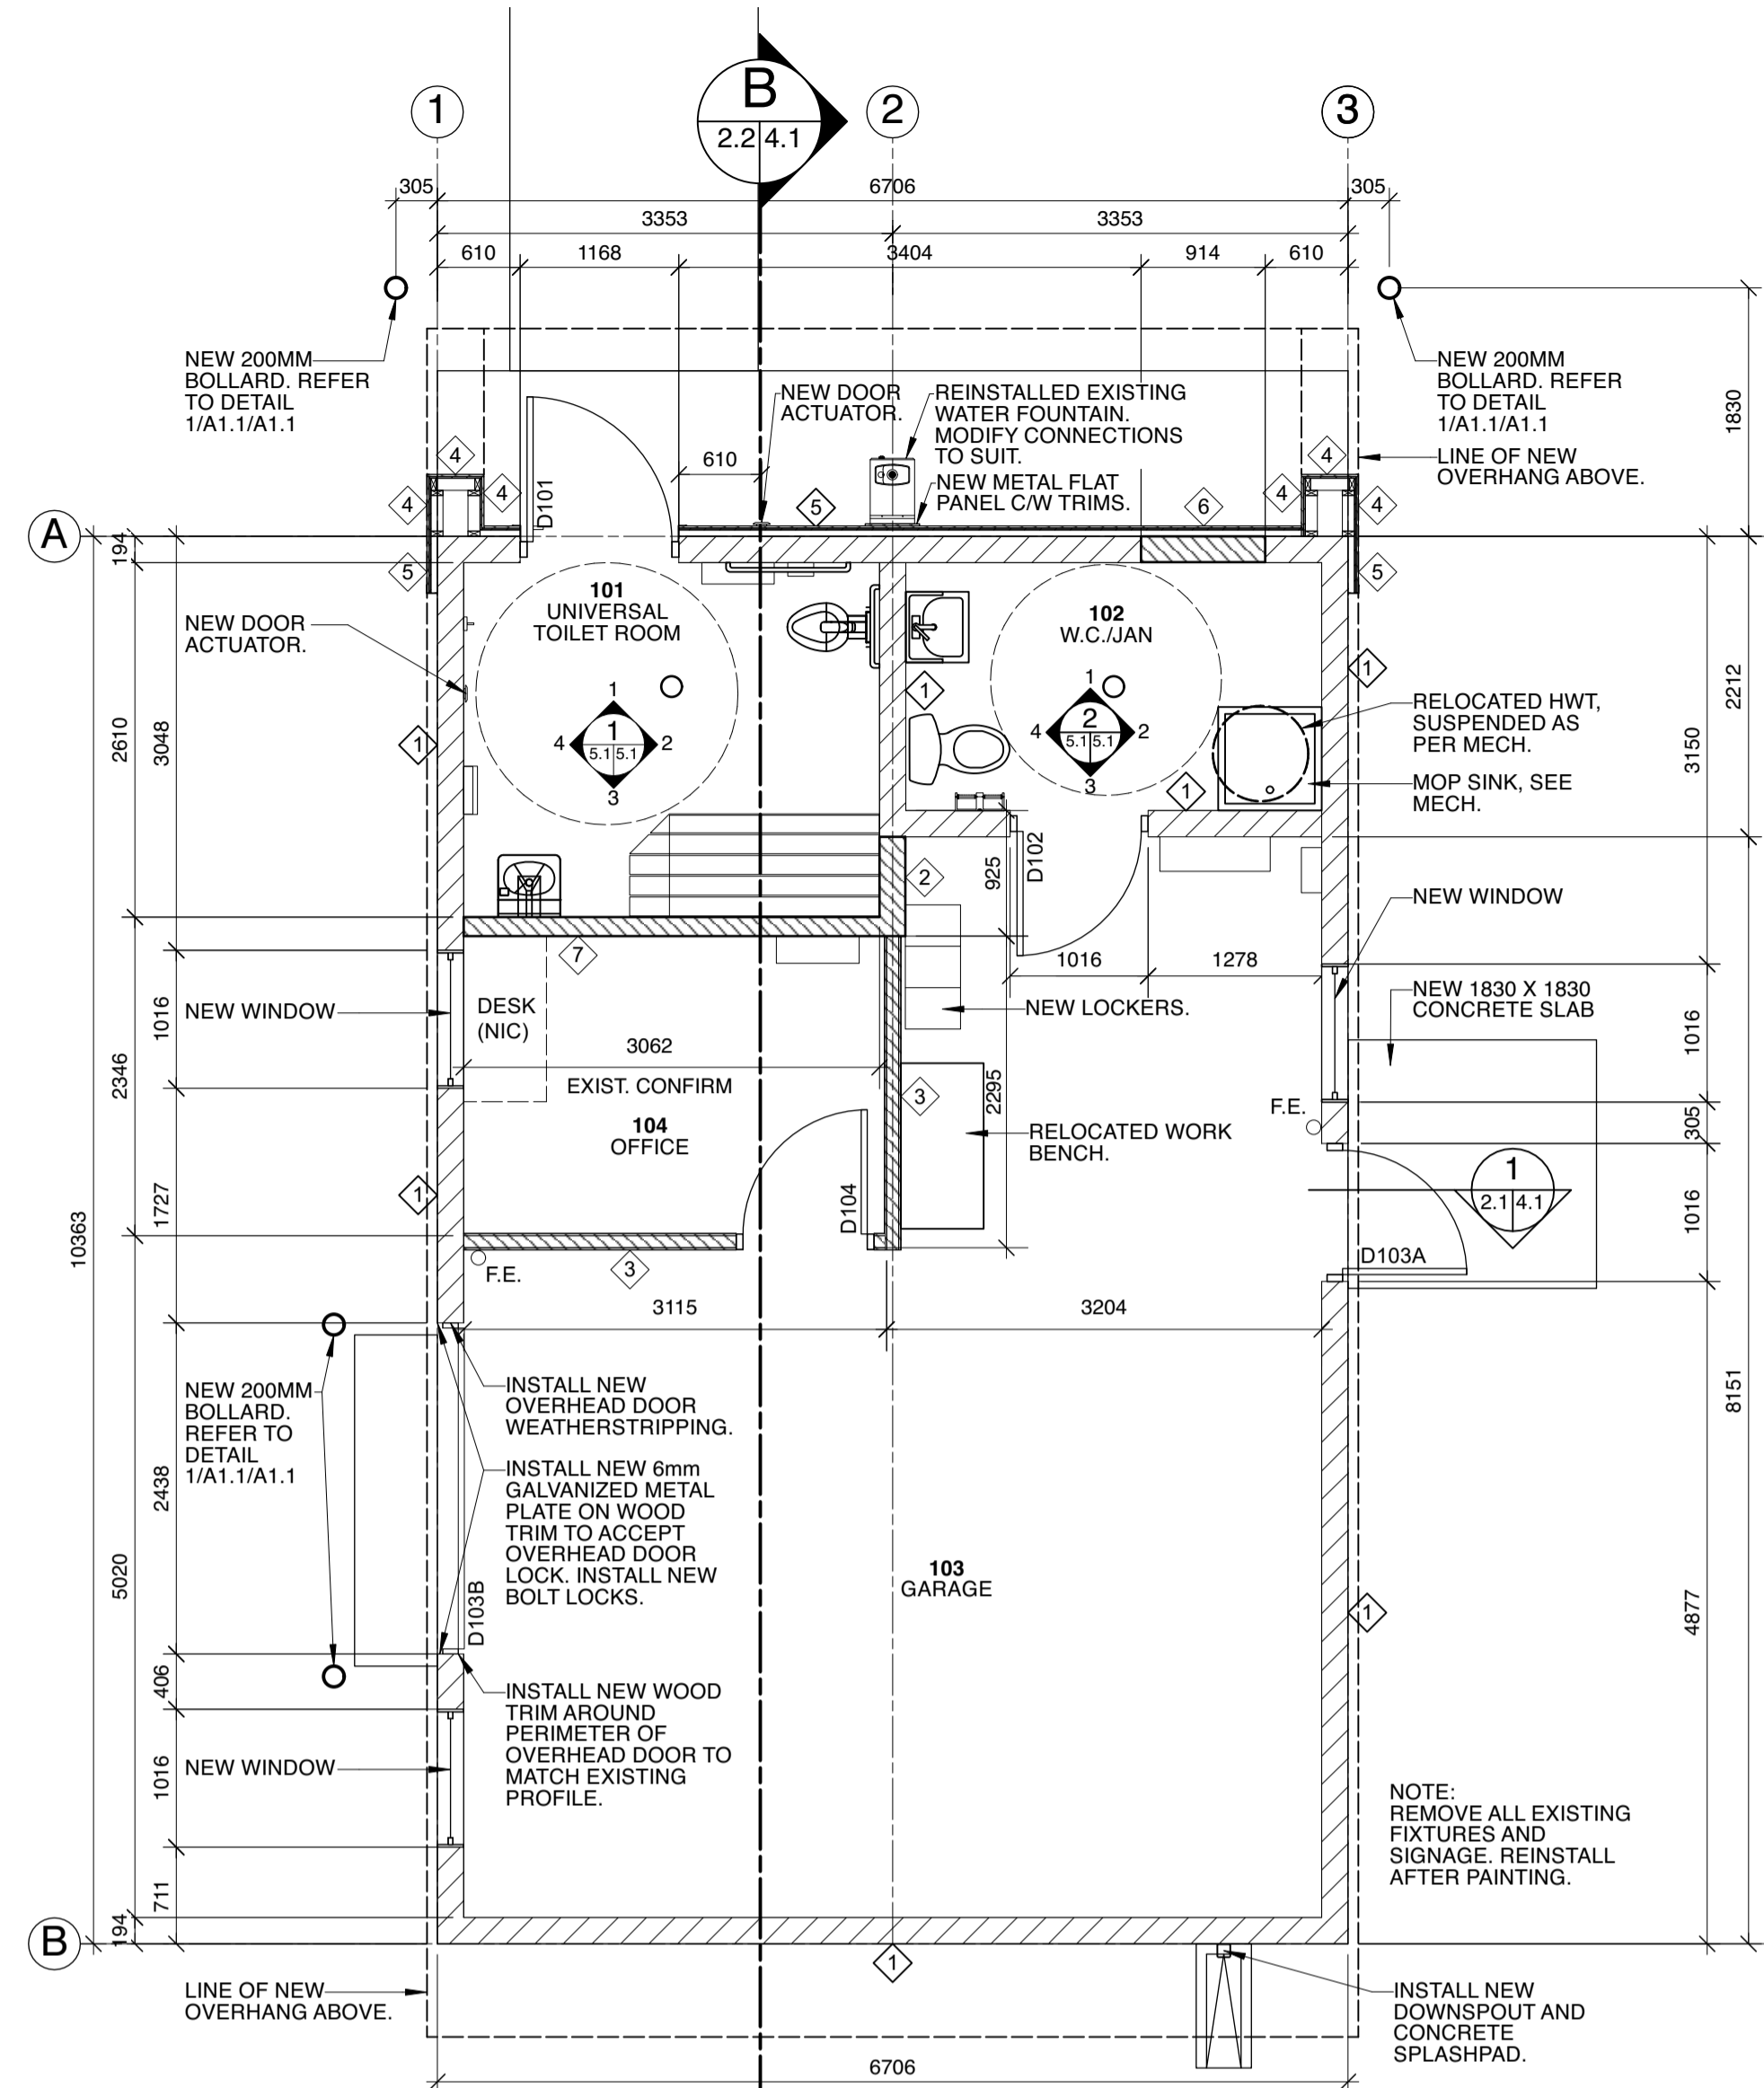 B
2.2 4.1
1
2
3
305
6706
305
3353
3353
610
1168
3404
914
610
NEW 200MM
BOLLARD. REFER
TO DETAIL
1/A1.1/A1.1
NEW DOOR
ACTUATOR.
REINSTALLED EXISTING
WATER FOUNTAIN.
MODIFY CONNECTIONS
TO SUIT.
NEW METAL FLAT
PANEL C/W TRIMS.
NEW 200MM
BOLLARD. REFER
TO DETAIL
1/A1.1/A1.1
LINE OF NEW
OVERHANG ABOVE.
1830
610
4
4
4
D101
5
6
4
4
4
A
194
5
5
101
UNIVERSAL
TOILET ROOM
102
W.C./JAN
NEW DOOR
ACTUATOR.
1
1
2610
3048
1
1
4
2
5.1 5.1
3
1
2
4
2
5.1 5.1
3
1
RELOCATED HWT,
SUSPENDED AS
PER MECH.
MOP SINK, SEE
MECH.
3150
2212
2
925
D102
NEW WINDOW
7
1016
1278
NEW WINDOW
DESK
(NIC)
NEW LOCKERS.
NEW 1830 X 1830
CONCRETE SLAB
1016
1016
2346
3062
EXIST. CONFIRM
3
2295
F.E.
104
OFFICE
RELOCATED WORK
BENCH.
305
1
1727
D104
1
2.1 4.1
1016
10363
D103A
F.E.
3
3115
3204
NEW 200MM
BOLLARD.
REFER TO
DETAIL
1/A1.1/A1.1
INSTALL NEW
OVERHEAD DOOR
WEATHERSTRIPPING.
8151
2438
INSTALL NEW 6mm
GALVANIZED METAL
PLATE ON WOOD
TRIM TO ACCEPT
OVERHEAD DOOR
LOCK. INSTALL NEW
BOLT LOCKS.
5020
D103B
103
GARAGE
1
4877
406
INSTALL NEW WOOD
TRIM AROUND
PERIMETER OF
OVERHEAD DOOR TO
MATCH EXISTING
PROFILE.
1016
NEW WINDOW
NOTE:
REMOVE ALL EXISTING
FIXTURES AND
SIGNAGE. REINSTALL
AFTER PAINTING.
711
194
B
1
LINE OF NEW
OVERHANG ABOVE.
INSTALL NEW
DOWNSPOUT AND
CONCRETE
SPLASHPAD.
6706